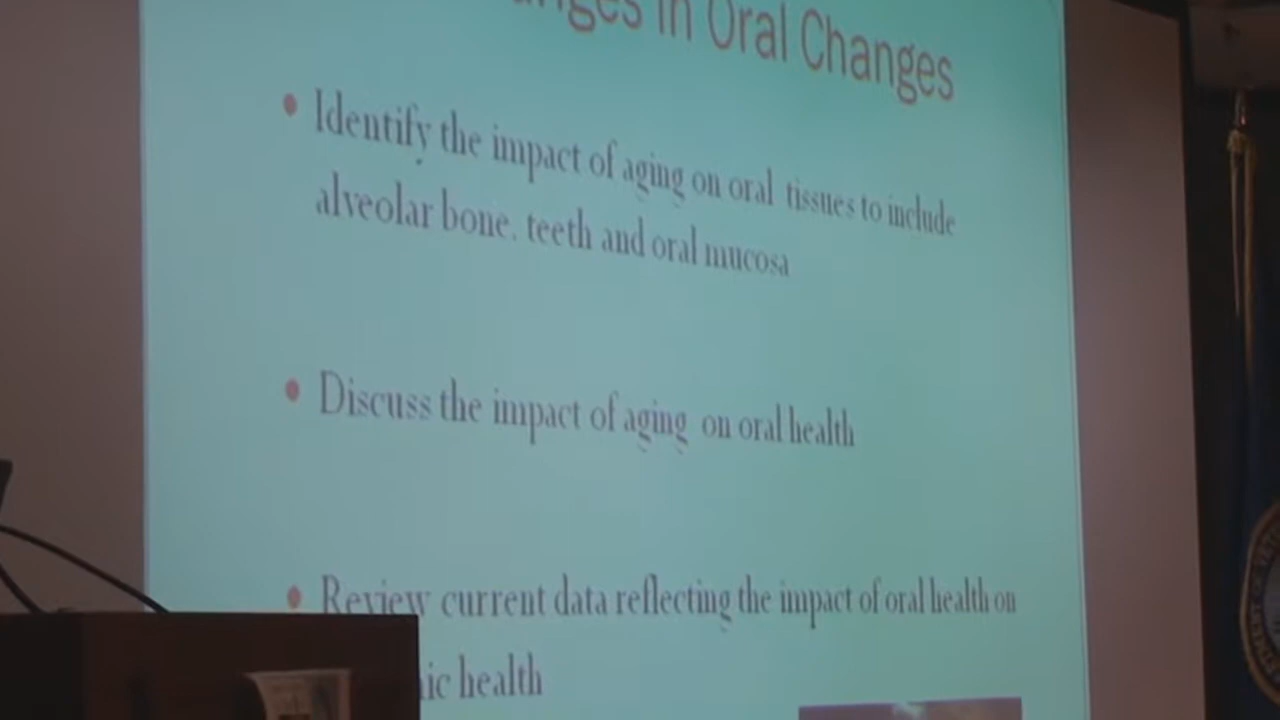 in Oral Changes
• Identify the impact of aging on oral tissues to include
alveolar bone, teeth and oral mucosa
• Discuss the impact of aging on oral health
• Review current data reflecting the impact of oral health on
health